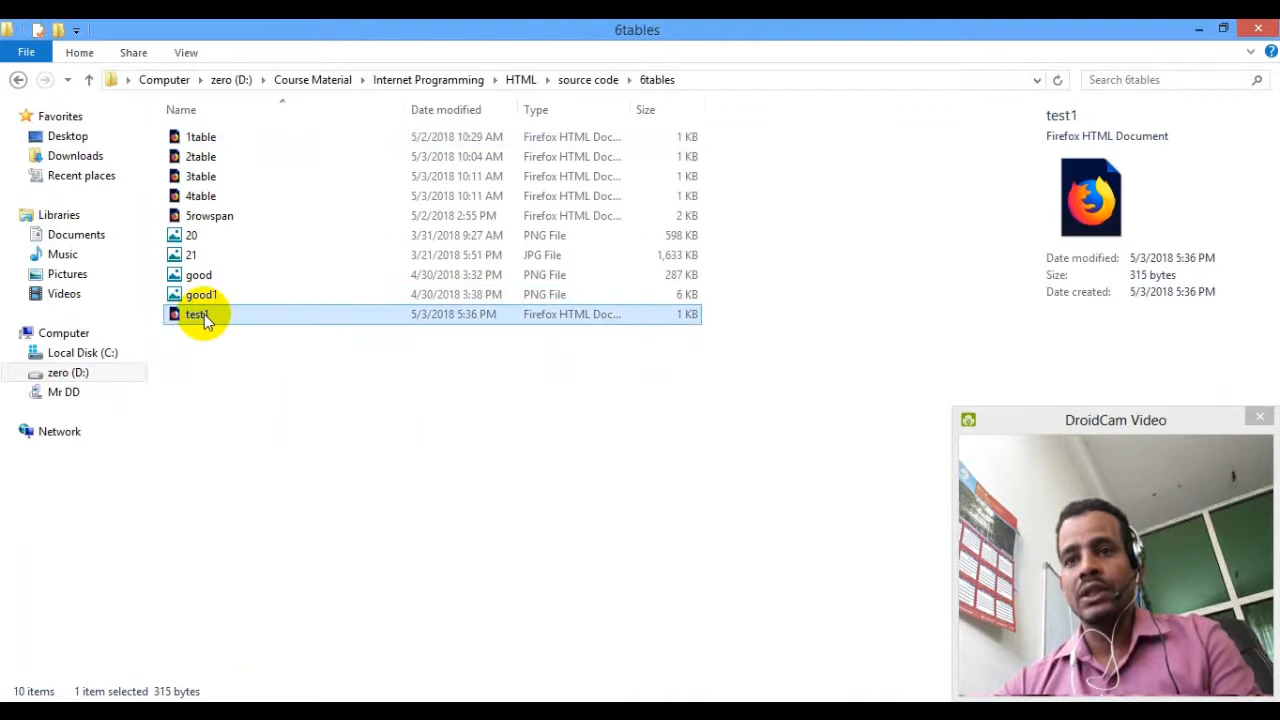 6tables
File Home Share View
Computer zero (D:) Course Material Internet Programming HTML source code 6tables Search 6tables
Name Date modified Type Size
Favorites
Desktop
Downloads
Recent places
Libraries
Documents
Music
Pictures
Videos
Computer
Local Disk (C:)
zero (D:)
Mr DD
Network
1table 5/2/2018 10:29 AM Firefox HTML Doc... 1 KB
2table 5/3/2018 10:04 AM Firefox HTML Doc... 1 KB
3table 5/3/2018 10:11 AM Firefox HTML Doc... 1 KB
4table 5/3/2018 10:11 AM Firefox HTML Doc... 1 KB
5rowspan 5/2/2018 2:55 PM Firefox HTML Doc... 2 KB
20 3/31/2018 9:27 AM PNG File 598 KB
21 3/21/2018 5:51 PM JPG File 1,633 KB
good 4/30/2018 3:32 PM PNG File 287 KB
good1 4/30/2018 3:38 PM PNG File 6 KB
test1 5/3/2018 5:36 PM Firefox HTML Doc... 1 KB
test1
Firefox HTML Document
Date modified: 5/3/2018 5:36 PM
Size: 315 bytes
Date created: 5/3/2018 5:36 PM
DroidCam Video
10 items 1 item selected 315 bytes